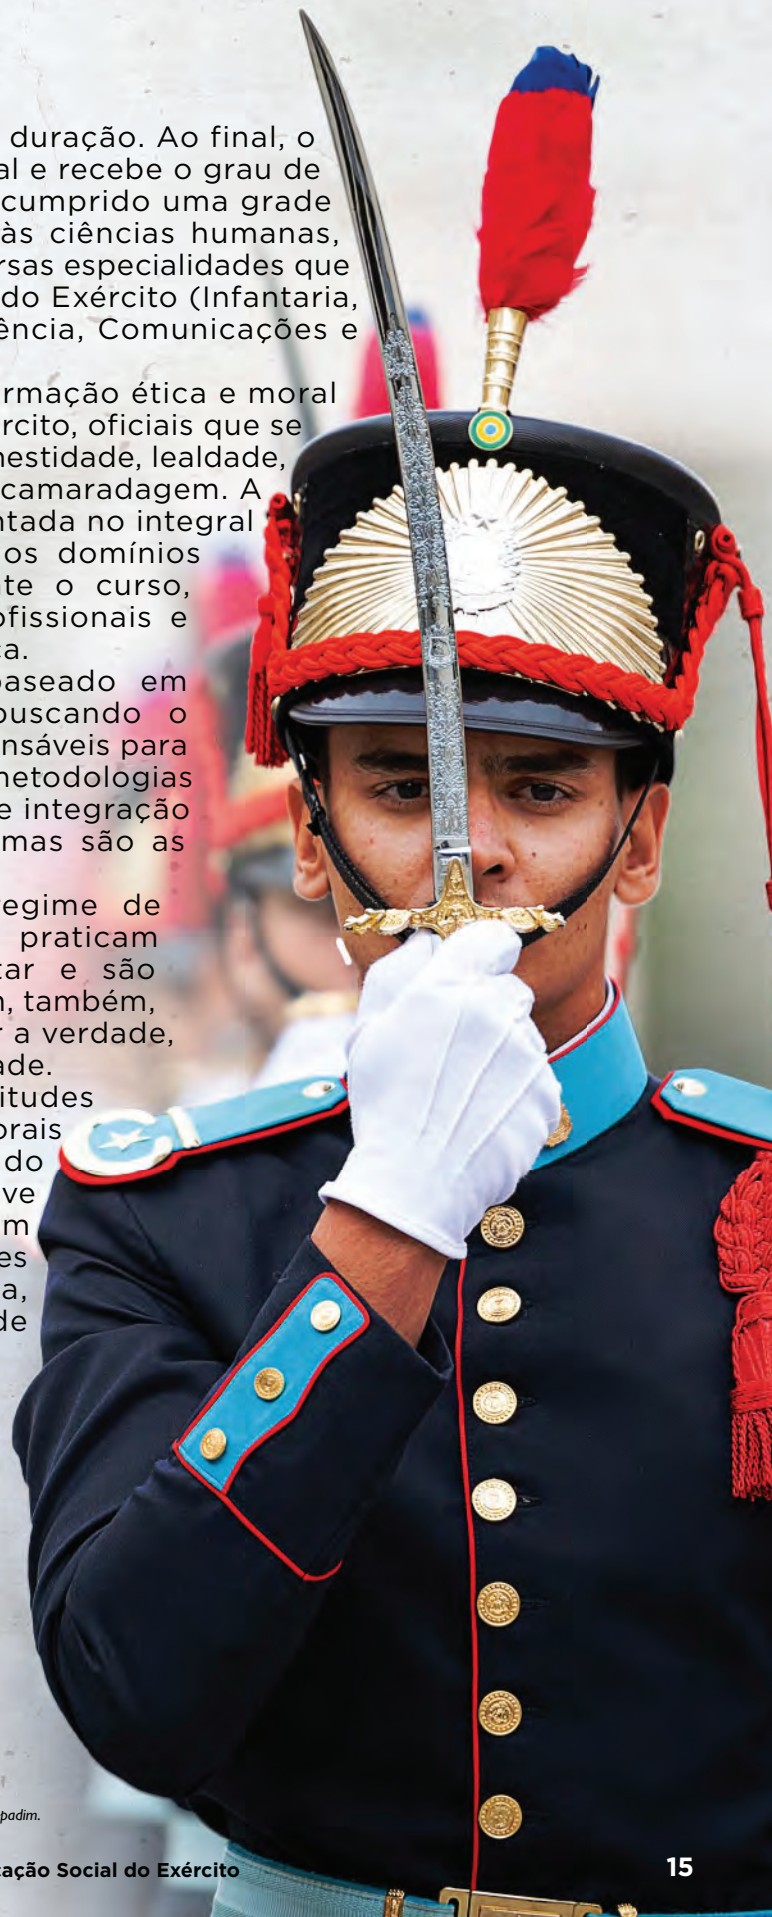 duração. Ao final, o
al e recebe o grau de
cumprido uma grade
às ciências humanas,
rsas especialidades que
do Exército (Infantaria,
ência, Comunicações e
rmação ética e moral
rcito, oficiais que se
nestidade, lealdade,
camaradagem. A
ntada no integral
os domínios
te o curso,
ofissionais e
ca.
baseado em
buscando o
nsáveis para
metodologias
e integração
mas são as
regime de
praticam
tar e são
n, também,
r a verdade,
ade.
itudes
orais
do
ve
m
es
a,
de
padim.
cação Social do Exército
15